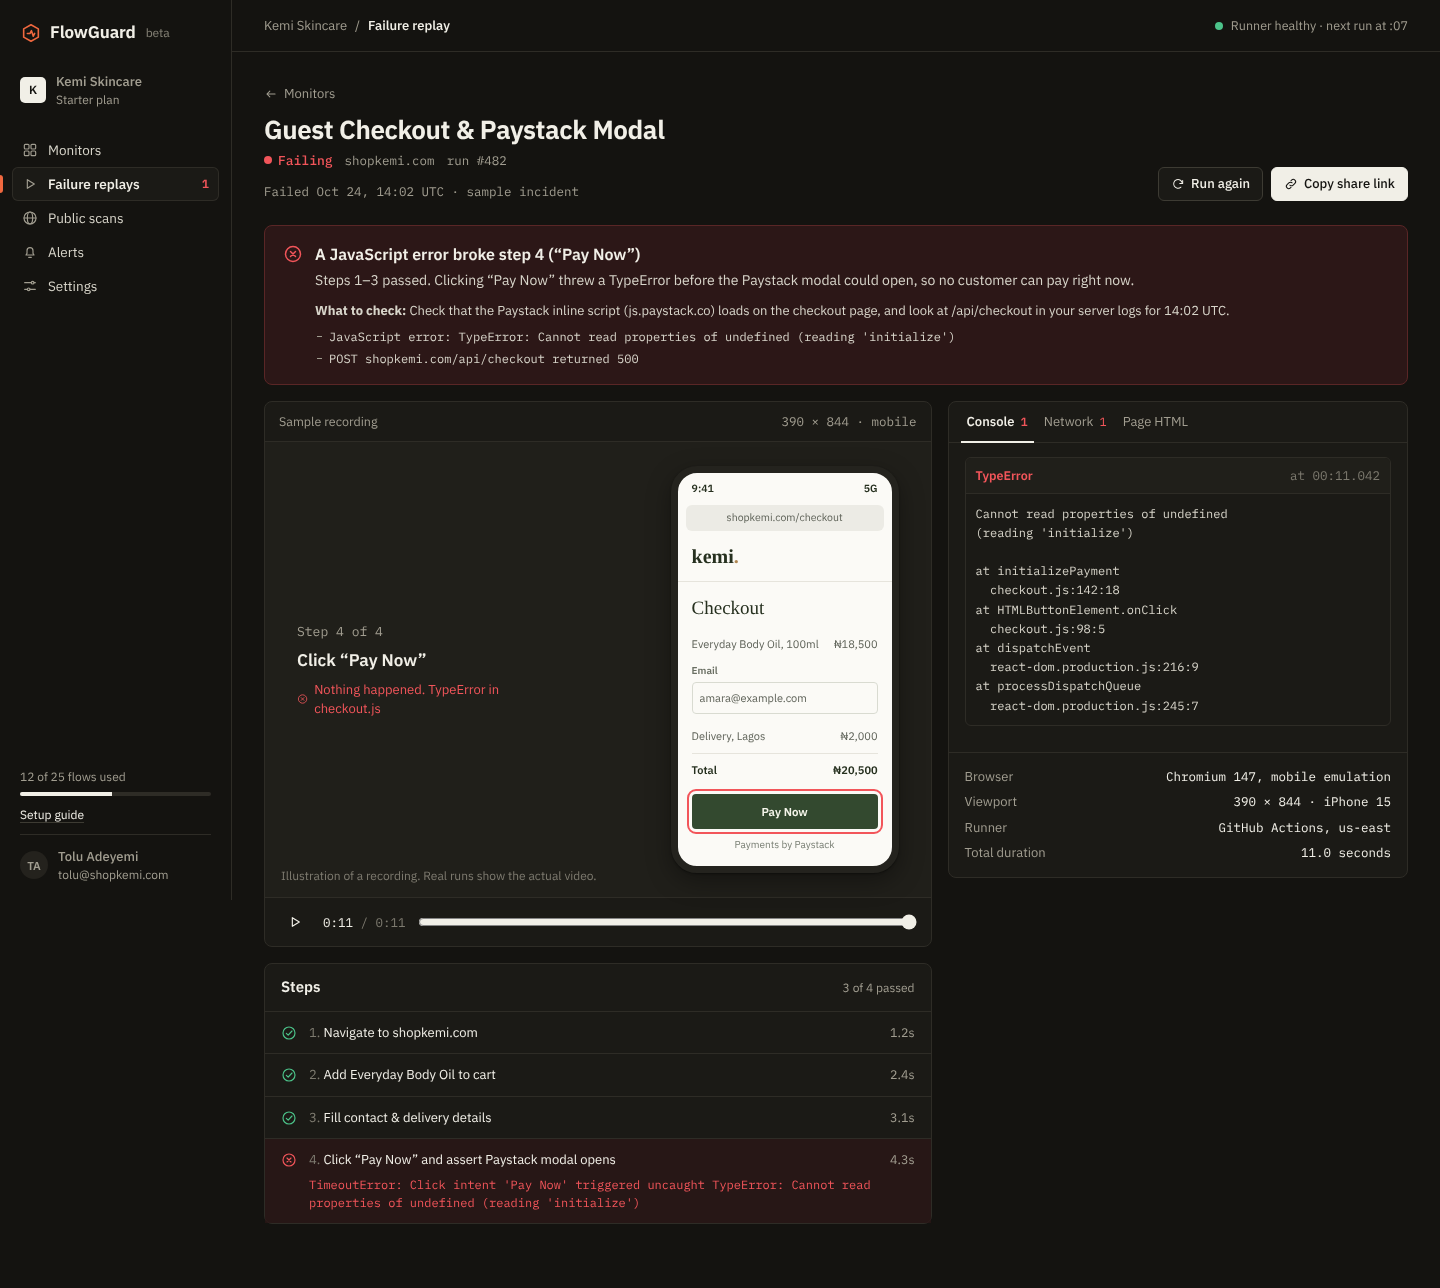 FlowGuard beta
K
Kemi Skincare
Starter plan
Monitors
Failure replays 1
Public scans
Alerts
Settings
12 of 25 flows used
Setup guide
TA
Tolu Adeyemi
tolu@shopkemi.com
Kemi Skincare / Failure replay
Runner healthy · next run at :07
← Monitors
Guest Checkout & Paystack Modal
Failing shopkemi.com run #482
Failed Oct 24, 14:02 UTC · sample incident
Run again
Copy share link
A JavaScript error broke step 4 (“Pay Now”)
Steps 1–3 passed. Clicking “Pay Now” threw a TypeError before the Paystack modal could open, so no customer can pay right now.
What to check: Check that the Paystack inline script (js.paystack.co) loads on the checkout page, and look at /api/checkout in your server logs for 14:02 UTC.
– JavaScript error: TypeError: Cannot read properties of undefined (reading 'initialize')
– POST shopkemi.com/api/checkout returned 500
Sample recording
390 × 844 · mobile
Step 4 of 4
Click “Pay Now”
Nothing happened. TypeError in
checkout.js
9:41 5G
shopkemi.com/checkout
kemi.
Checkout
Everyday Body Oil, 100ml ₦18,500
Email
amara@example.com
Delivery, Lagos ₦2,000
Total ₦20,500
Pay Now
Payments by Paystack
Illustration of a recording. Real runs show the actual video.
0:11 / 0:11
Console 1 Network 1 Page HTML
TypeError at 00:11.042
Cannot read properties of undefined
(reading 'initialize')
at initializePayment
checkout.js:142:18
at HTMLButtonElement.onClick
checkout.js:98:5
at dispatchEvent
react-dom.production.js:216:9
at processDispatchQueue
react-dom.production.js:245:7
Browser Chromium 147, mobile emulation
Viewport 390 × 844 · iPhone 15
Runner GitHub Actions, us-east
Total duration 11.0 seconds
Steps 3 of 4 passed
1. Navigate to shopkemi.com 1.2s
2. Add Everyday Body Oil to cart 2.4s
3. Fill contact & delivery details 3.1s
4. Click “Pay Now” and assert Paystack modal opens 4.3s
TimeoutError: Click intent 'Pay Now' triggered uncaught TypeError: Cannot read
properties of undefined (reading 'initialize')